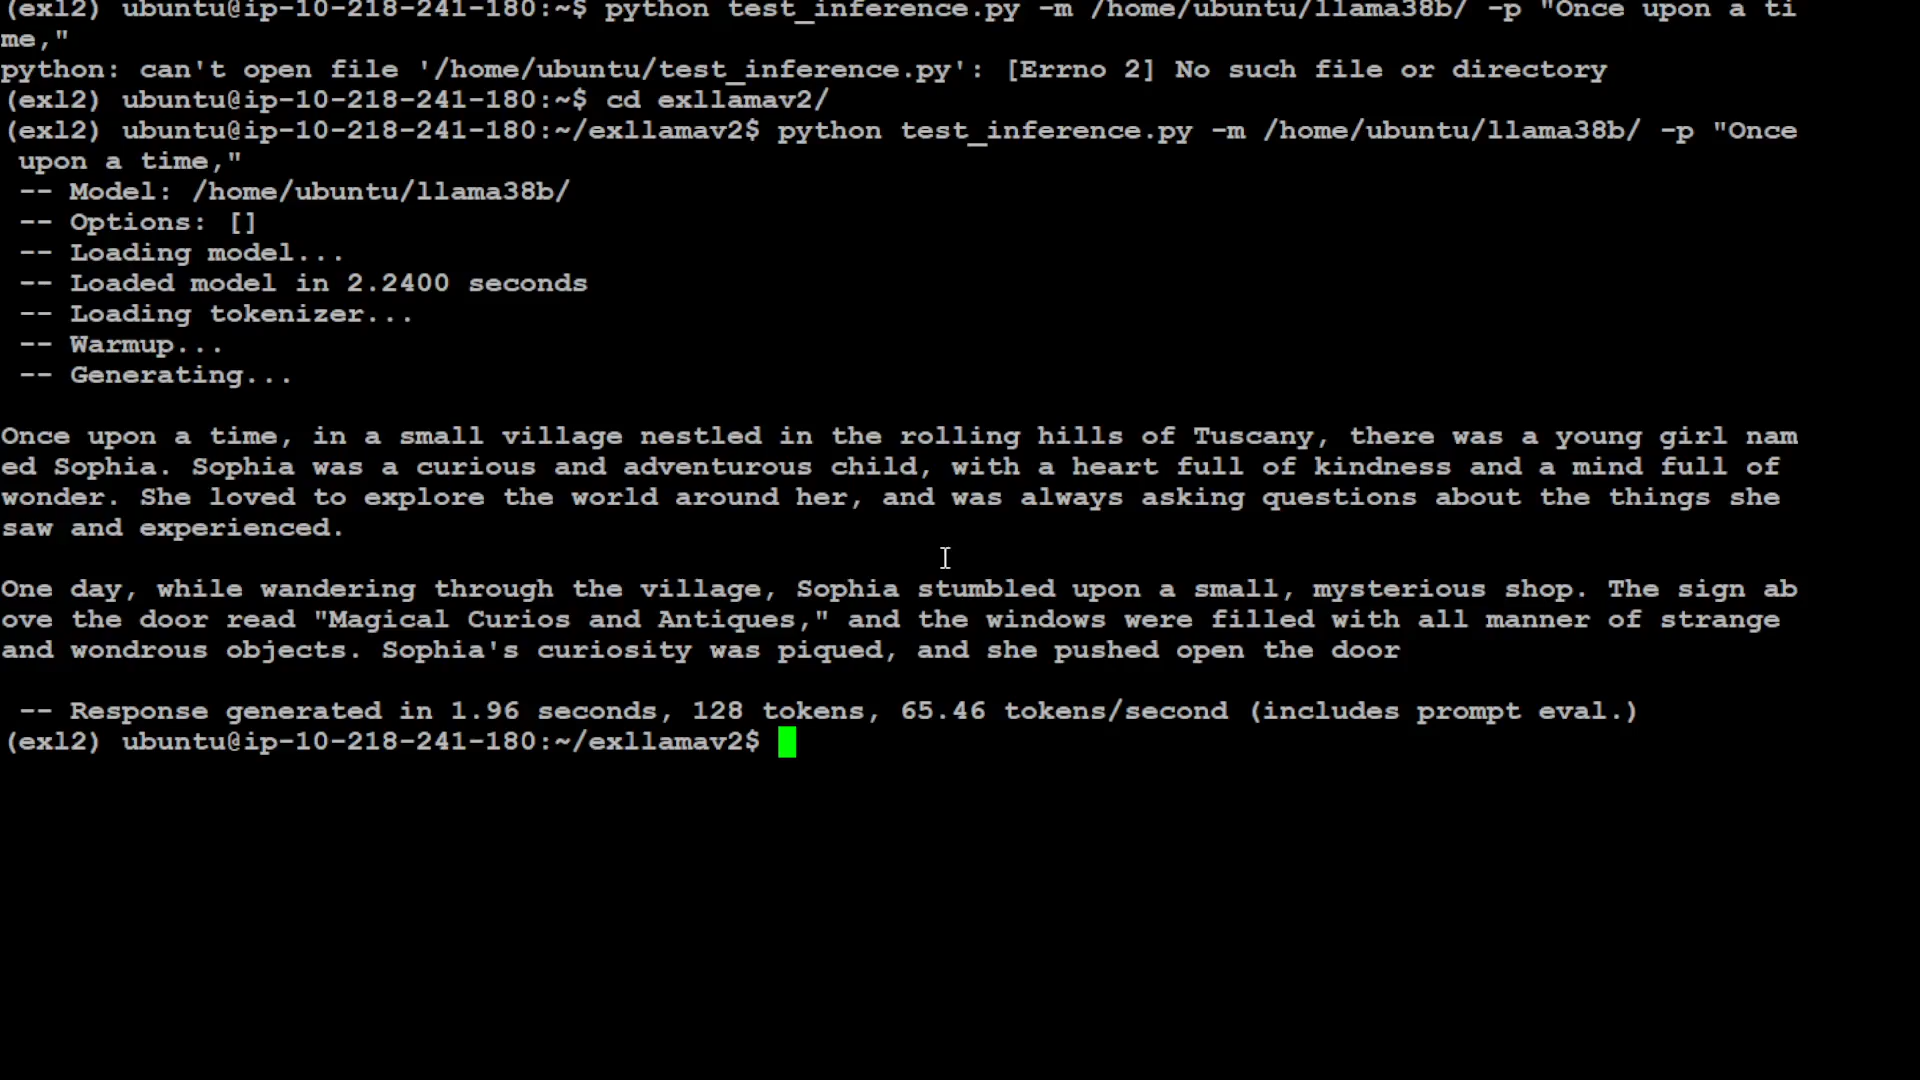 (exl2) ubuntu@ip-10-218-241-180:~$ python test_inference.py -m /home/ubuntu/llama38b/ -p "Once upon a ti
me,"
python: can't open file '/home/ubuntu/test_inference.py': [Errno 2] No such file or directory
(exl2) ubuntu@ip-10-218-241-180:~$ cd exllamav2/
(exl2) ubuntu@ip-10-218-241-180:~/exllamav2$ python test_inference.py -m /home/ubuntu/llama38b/ -p "Once
 upon a time,"
 -- Model: /home/ubuntu/llama38b/
 -- Options: []
 -- Loading model...
 -- Loaded model in 2.2400 seconds
 -- Loading tokenizer...
 -- Warmup...
 -- Generating...

Once upon a time, in a small village nestled in the rolling hills of Tuscany, there was a young girl nam
ed Sophia. Sophia was a curious and adventurous child, with a heart full of kindness and a mind full of
wonder. She loved to explore the world around her, and was always asking questions about the things she
saw and experienced.

One day, while wandering through the village, Sophia stumbled upon a small, mysterious shop. The sign ab
ove the door read "Magical Curios and Antiques," and the windows were filled with all manner of strange
and wondrous objects. Sophia's curiosity was piqued, and she pushed open the door

 -- Response generated in 1.96 seconds, 128 tokens, 65.46 tokens/second (includes prompt eval.)
(exl2) ubuntu@ip-10-218-241-180:~/exllamav2$